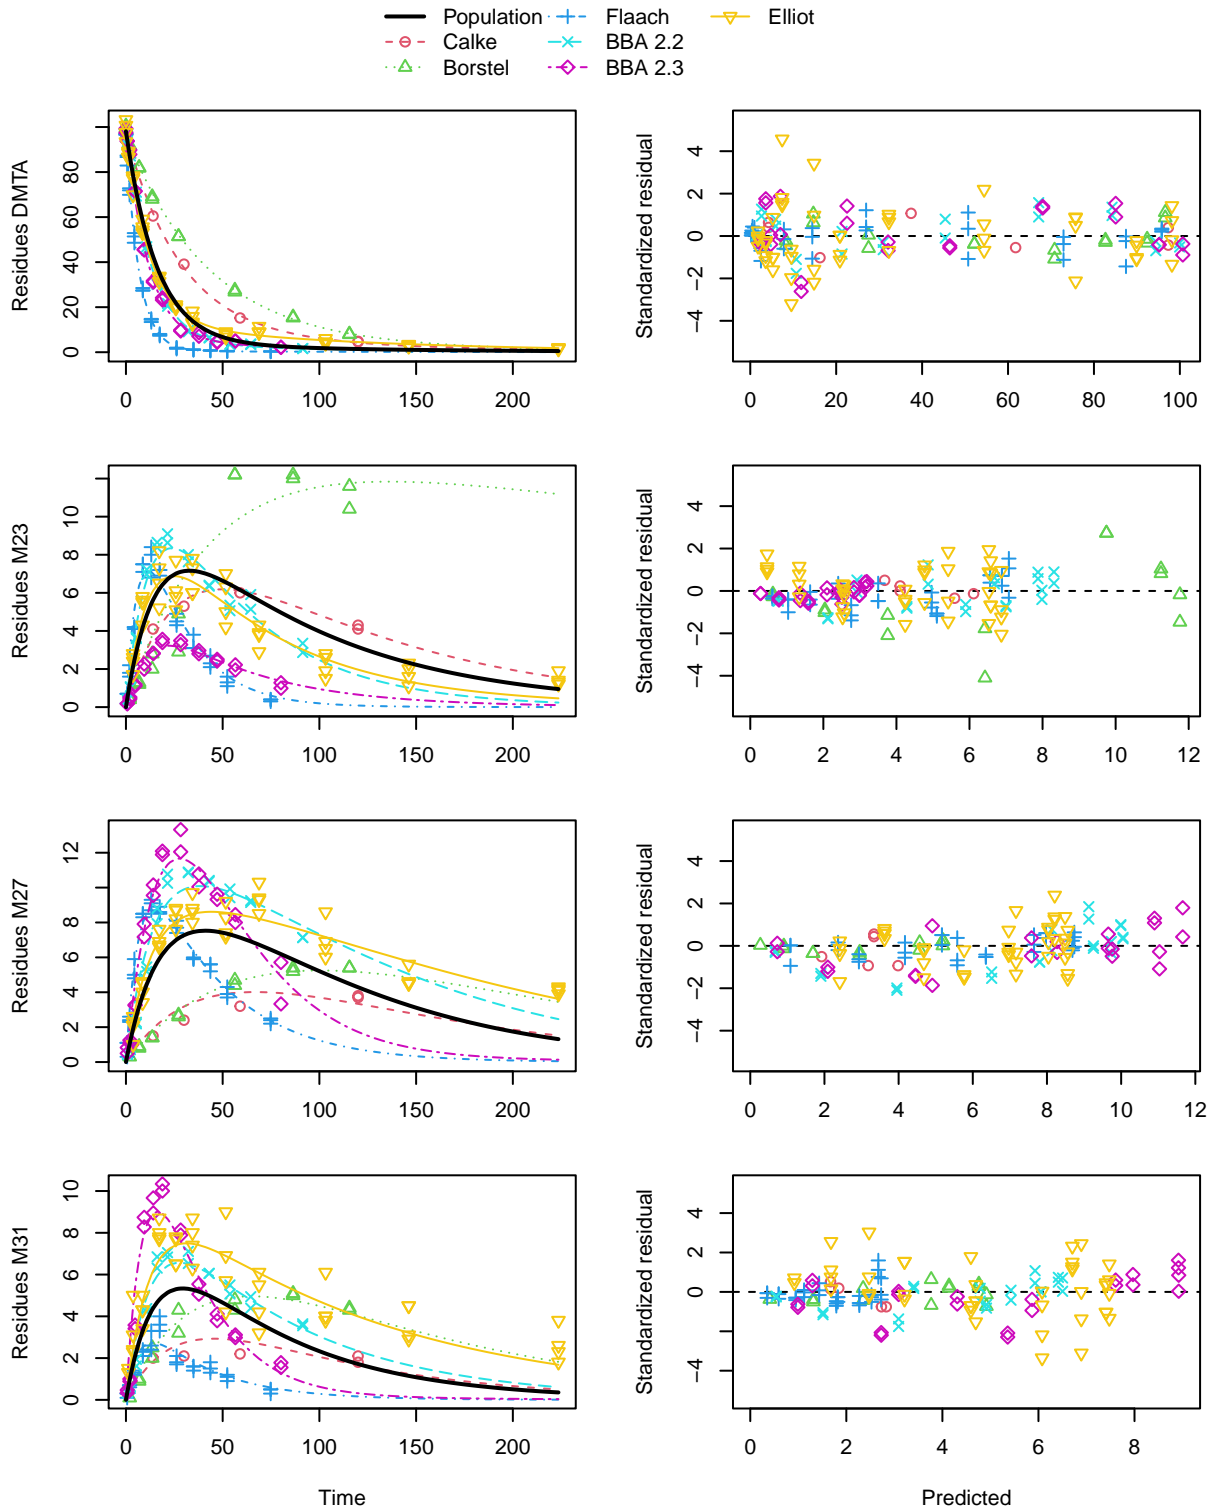 Population Flaach Elliot
Calke BBA 2.2
Borstel BBA 2.3
Residues DMTA
0 20 40 60 80
0 50 100 150 200
Standardized residual
−4 −2 0 2 4
0 20 40 60 80 100
Residues M23
0 2 4 6 8 10
0 50 100 150 200
Standardized residual
−4 −2 0 2 4
0 2 4 6 8 10 12
Residues M27
0 2 4 6 8 10 12
0 50 100 150 200
Standardized residual
−4 −2 0 2 4
0 2 4 6 8 10 12
Residues M31
0 2 4 6 8 10
0 50 100 150 200
Standardized residual
−4 −2 0 2 4
0 2 4 6 8
Time
Predicted